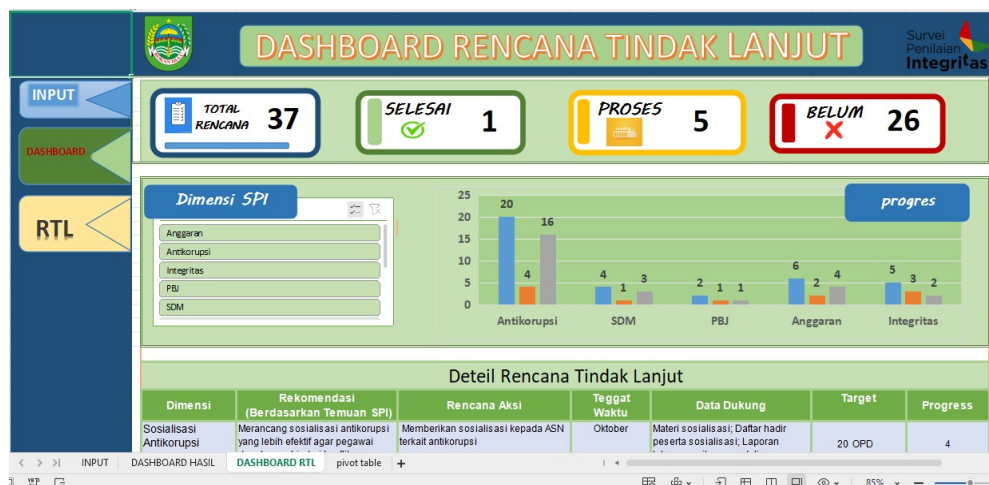 DASHBOARD RENCANA TINDAK LANJUT
Survei
Penilaian
Integritas
INPUT
DASHBOARD
RTL
TOTAL
RENCANA
37
SELESAI
1
PROSES
5
BELUM
26
Dimensi SPI
Anggaran
Antikorupsi
Integritas
PBJ
SDM
progres
25
20
15
10
5
0
20
4
16
4
1
3
2
1
1
6
2
4
5
3
2
Antikorupsi
SDM
PBJ
Anggaran
Integritas
Deteil Rencana Tindak Lanjut
Dimensi
Rekomendasi
(Berdasarkan Temuan SPI)
Rencana Aksi
Teggat
Waktu
Data Dukung
Target
Progress
Sosialisasi
Antikorupsi
Merancang sosialisasi antikorupsi
yang lebih efektif agar pegawai
Memberikan sosialisasi kepada ASN
terkait antikorupsi
Oktober
Materi sosialisasi; Daftar hadir
peserta sosialisasi; Laporan
20 OPD
4
INPUT
DASHBOARD HASIL
DASHBOARD RTL
pivot table
85%